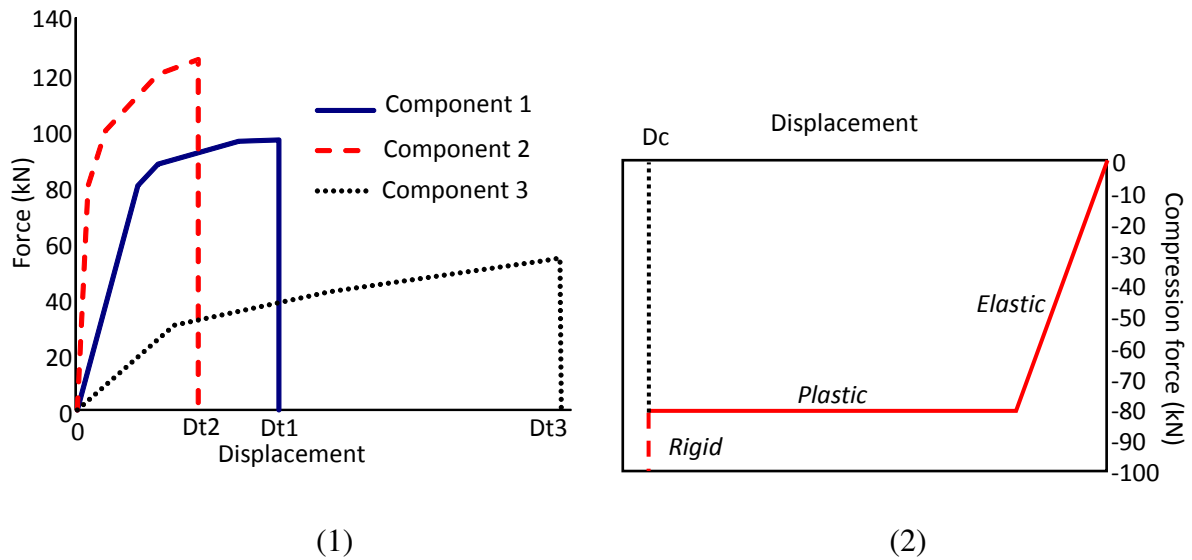 140
120
100
80
60
40
20
0
Force (kN)
Component 1
Component 2
Component 3
0
Dt2
Dt1
Dt3
Displacement
(1)
Displacement
Dc
0
-10
-20
-30
-40
-50
-60
-70
-80
-90
-100
Compression force (kN)
Elastic
Plastic
Rigid
(2)